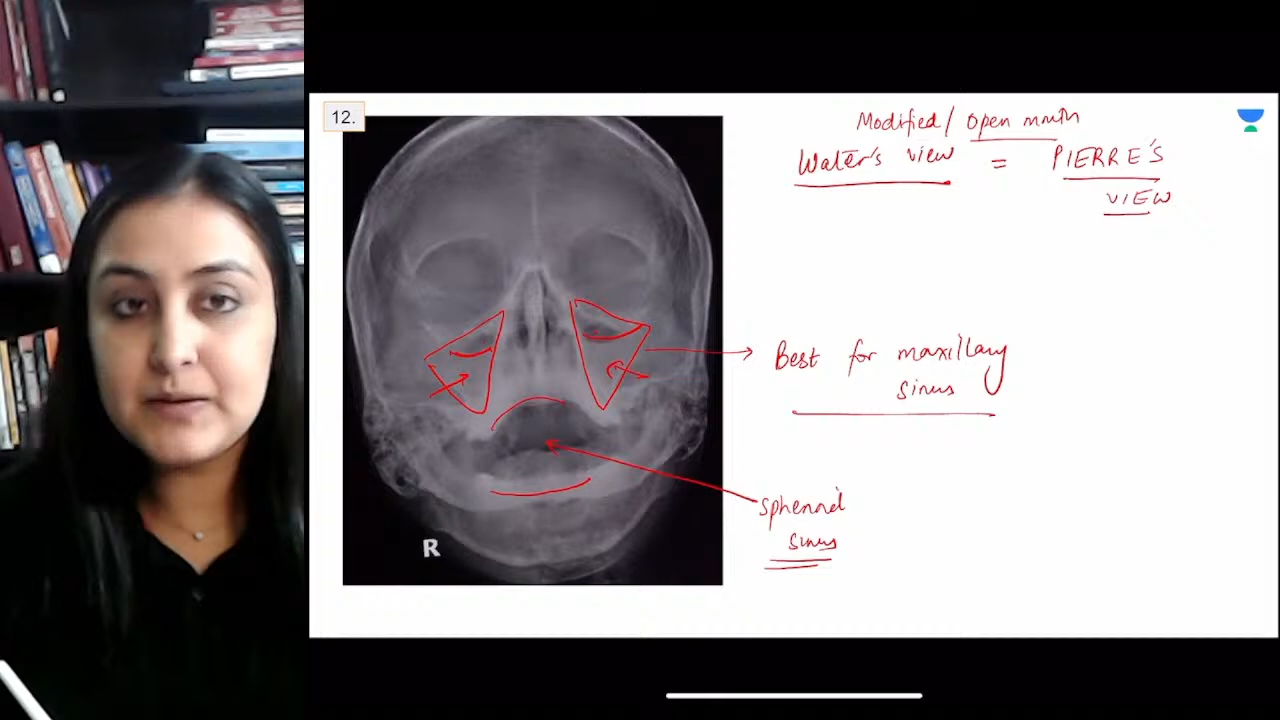 12.
Modified/ Open mouth
Water's view = PIERRE'S
VIEW
Best for maxillary
sinus
Sphenoid
sinus
R